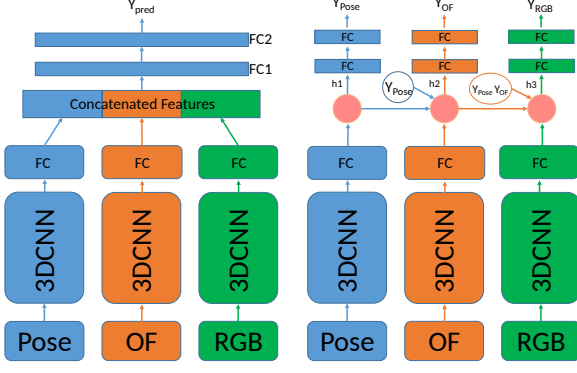 Y_pred
FC2
FC1
Concatenated Features
FC FC FC
3DCNN 3DCNN 3DCNN
Pose OF RGB
Y_Pose Y_OF Y_RGB
FC FC FC
FC FC FC
h1 Y_Pose h2 Y_Pose, Y_OF h3
FC FC FC
3DCNN 3DCNN 3DCNN
Pose OF RGB